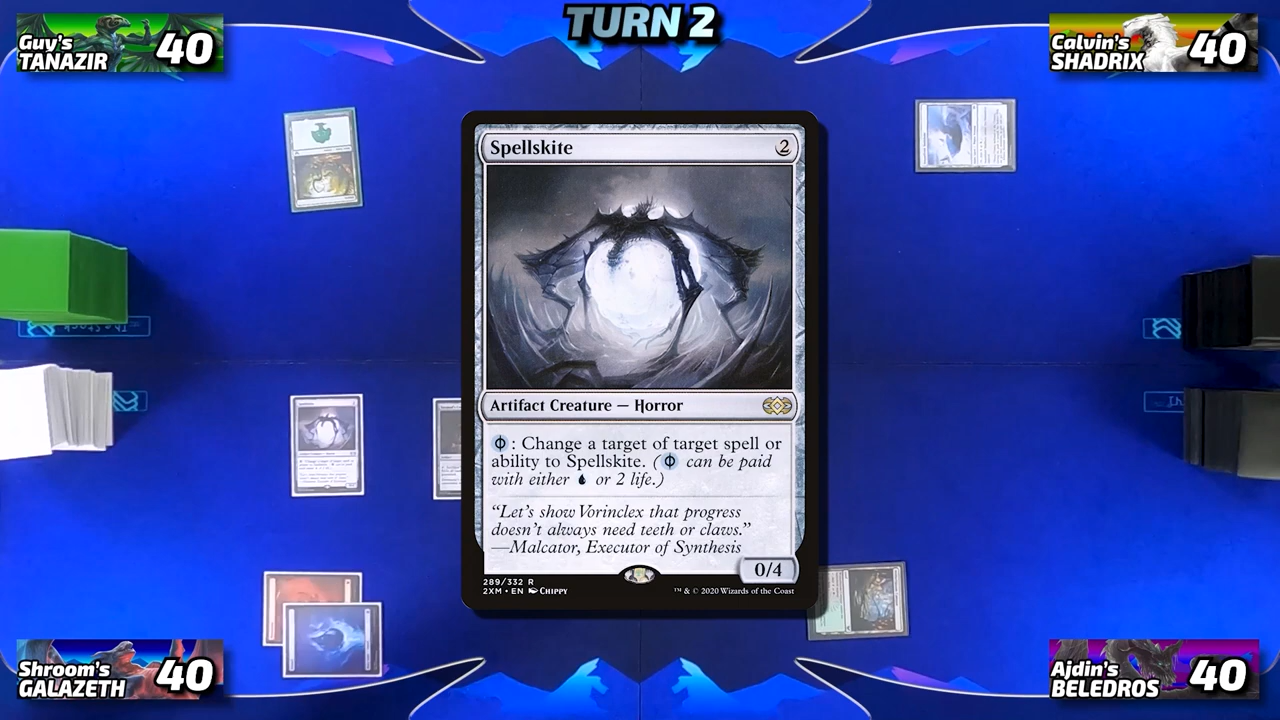 TURN 2
Guy's
TANAZIR
40
Calvin's
SHADRIX
40
Spellskite
2
Artifact Creature — Horror
: Change a target of target spell or
ability to Spellskite. ( can be paid
with either or 2 life.)
"Let's show Vorinclex that progress
doesn't always need teeth or claws."
—Malcator, Executor of Synthesis
0/4
289/332 R
2XM • EN CHIPPY
™ & © 2020 Wizards of the Coast
Shroom's
GALAZETH
40
Ajdin's
BELEDROS
40